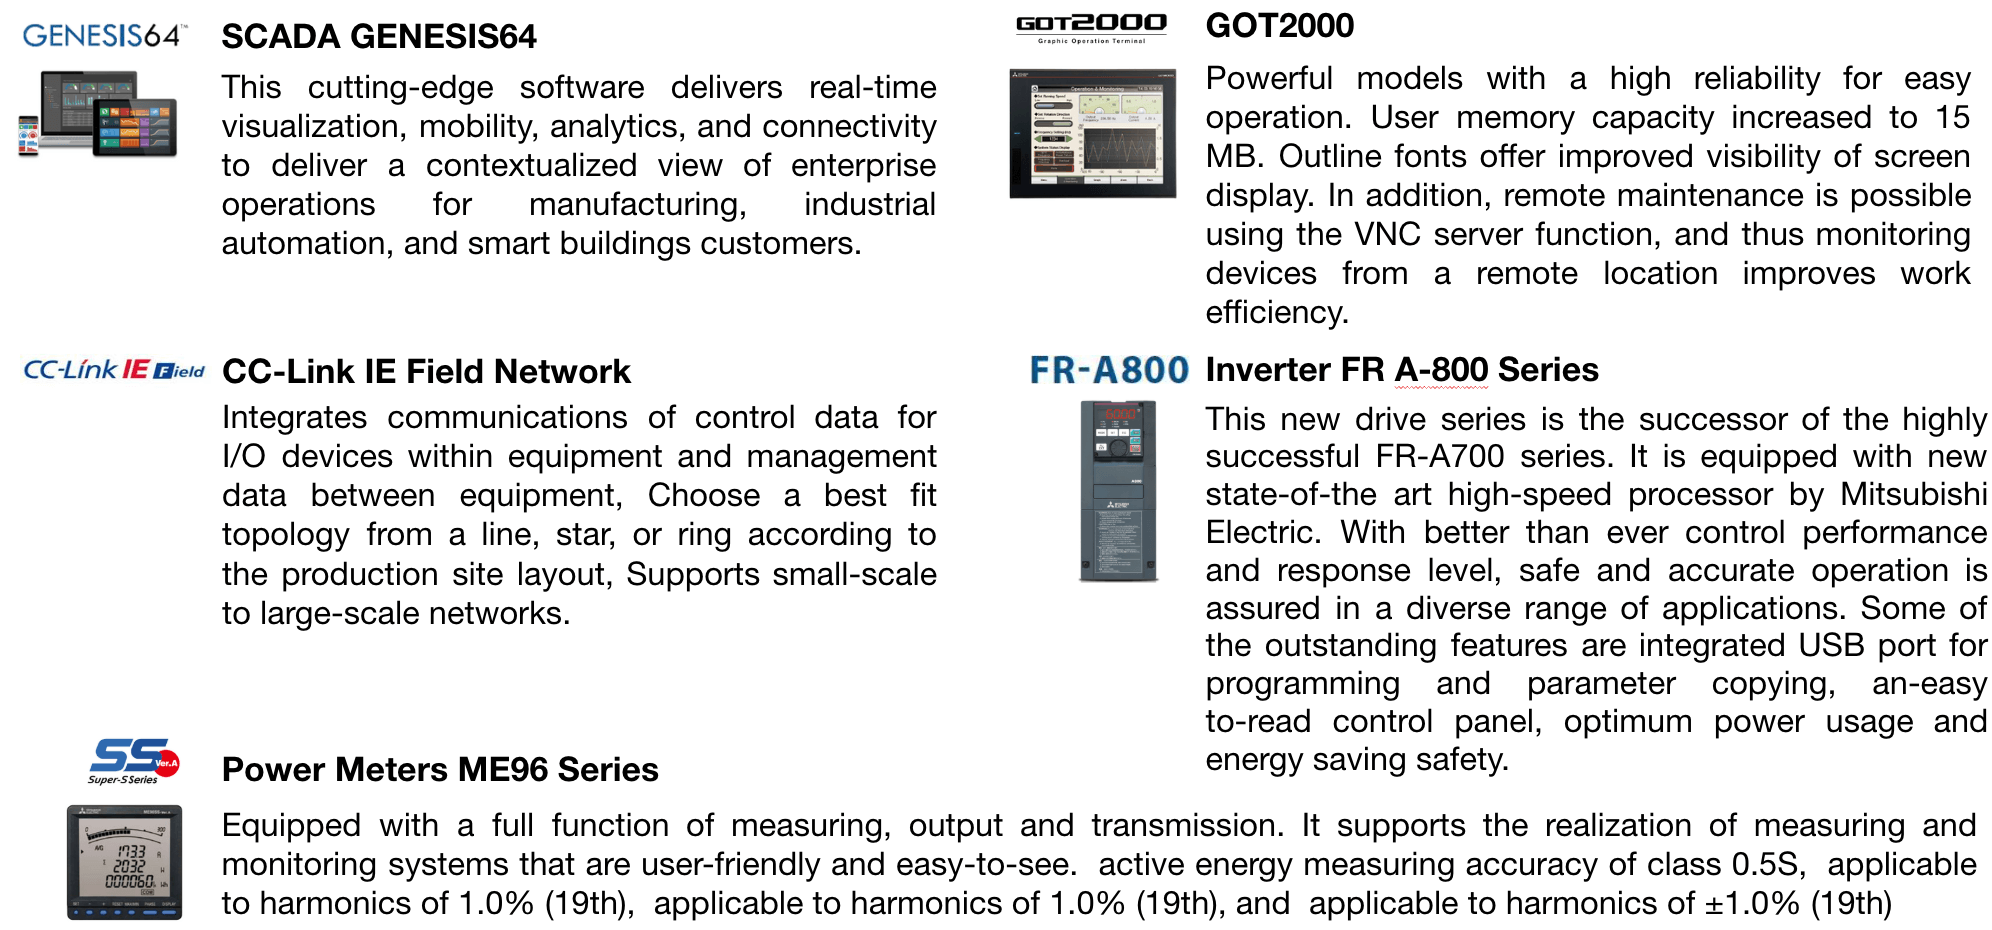 GENESIS64™
SCADA GENESIS64
This cutting-edge software delivers real-time
visualization, mobility, analytics, and connectivity
to deliver a contextualized view of enterprise
operations for manufacturing, industrial
automation, and smart buildings customers.
GOT2000
Graphic Operation Terminal
GOT2000
Powerful models with a high reliability for easy
operation. User memory capacity increased to 15
MB. Outline fonts offer improved visibility of screen
display. In addition, remote maintenance is possible
using the VNC server function, and thus monitoring
devices from a remote location improves work
efficiency.
Operation & Monitoring
CC-Link IE Field
CC-Link IE Field Network
Integrates communications of control data for
I/O devices within equipment and management
data between equipment, Choose a best fit
topology from a line, star, or ring according to
the production site layout, Supports small-scale
to large-scale networks.
FR-A800
Inverter FR A-800 Series
This new drive series is the successor of the highly
successful FR-A700 series. It is equipped with new
state-of-the art high-speed processor by Mitsubishi
Electric. With better than ever control performance
and response level, safe and accurate operation is
assured in a diverse range of applications. Some of
the outstanding features are integrated USB port for
programming and parameter copying, an-easy
to-read control panel, optimum power usage and
energy saving safety.
SS Ver.A
Super-S Series
Power Meters ME96 Series
Equipped with a full function of measuring, output and transmission. It supports the realization of measuring and
monitoring systems that are user-friendly and easy-to-see. active energy measuring accuracy of class 0.5S, applicable
to harmonics of 1.0% (19th), applicable to harmonics of 1.0% (19th), and applicable to harmonics of ±1.0% (19th)
0 300
AVG 173.3 A
2032
000060